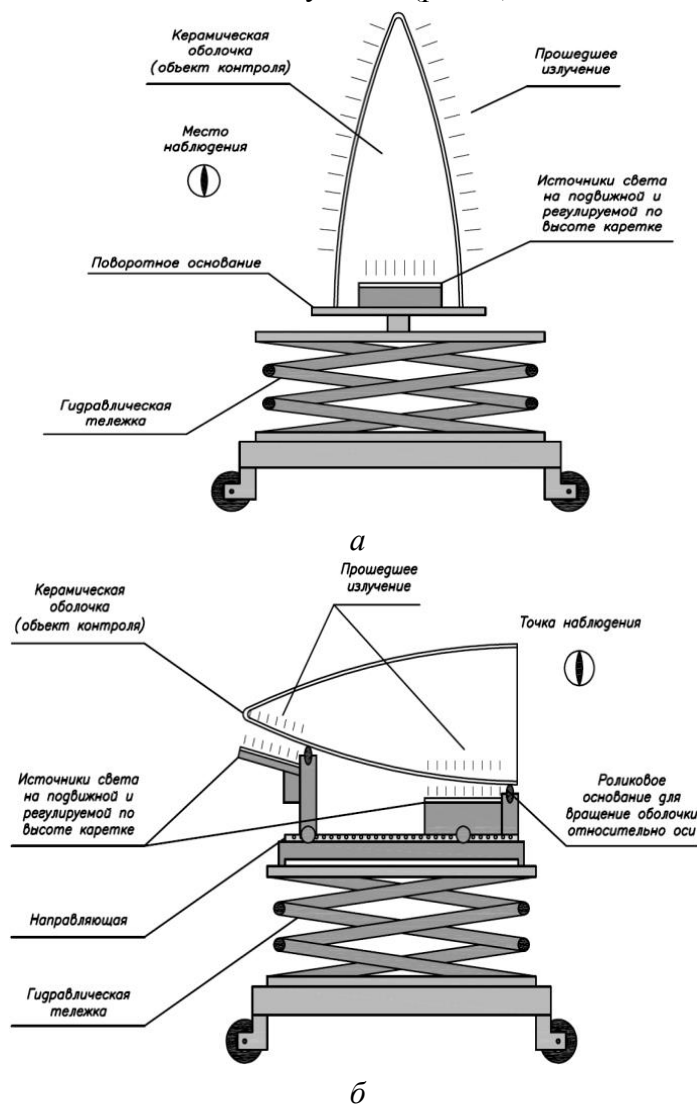 Керамическая
оболочка
(объект контроля)
Прошедшее
излучение
Место
наблюдения
Источники света
на подвижной и
регулируемой по
высоте каретке
Поворотное основание
Гидравлическая
тележка
а
Керамическая
оболочка
(объект контроля)
Прошедшее
излучение
Точка наблюдения
Источники света
на подвижной и
регулируемой по
высоте каретке
Роликовое
основание для
вращение оболочки
относительно оси
Направляющая
Гидравлическая
тележка
б